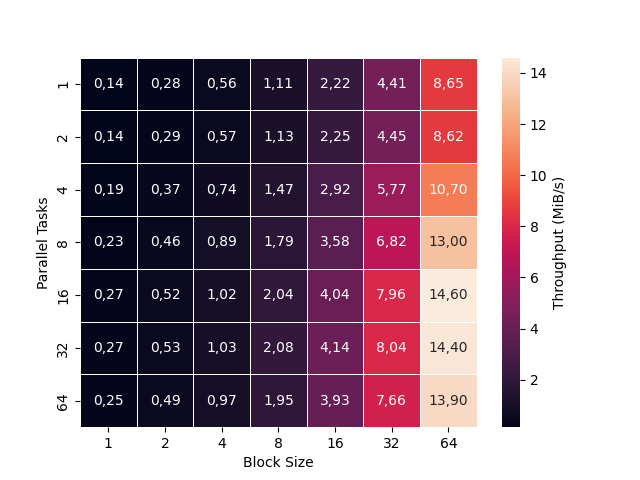 1 0,14 0,28 0,56 1,11 2,22 4,41 8,65
2 0,14 0,29 0,57 1,13 2,25 4,45 8,62
4 0,19 0,37 0,74 1,47 2,92 5,77 10,70
8 0,23 0,46 0,89 1,79 3,58 6,82 13,00
16 0,27 0,52 1,02 2,04 4,04 7,96 14,60
32 0,27 0,53 1,03 2,08 4,14 8,04 14,40
64 0,25 0,49 0,97 1,95 3,93 7,66 13,90
1 2 4 8 16 32 64
Block Size
Parallel Tasks
14
12
10
8
6
4
2
Throughput (MiB/s)